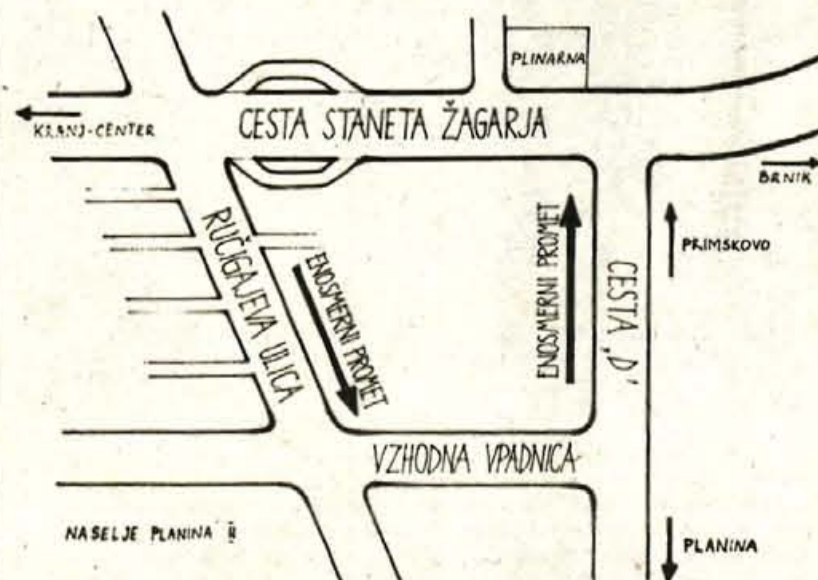 PLINARNA
KRANJ-CENTER
CESTA STANETA ŽAGARJA
BRNIK
RUČIGAJEVA ULICA
ENOSMERNI PROMET
ENOSMERNI PROMET
CESTA "D"
PRIMSKOVO
VZHODNA VPADNICA
NASELJE PLANINA II
PLANINA